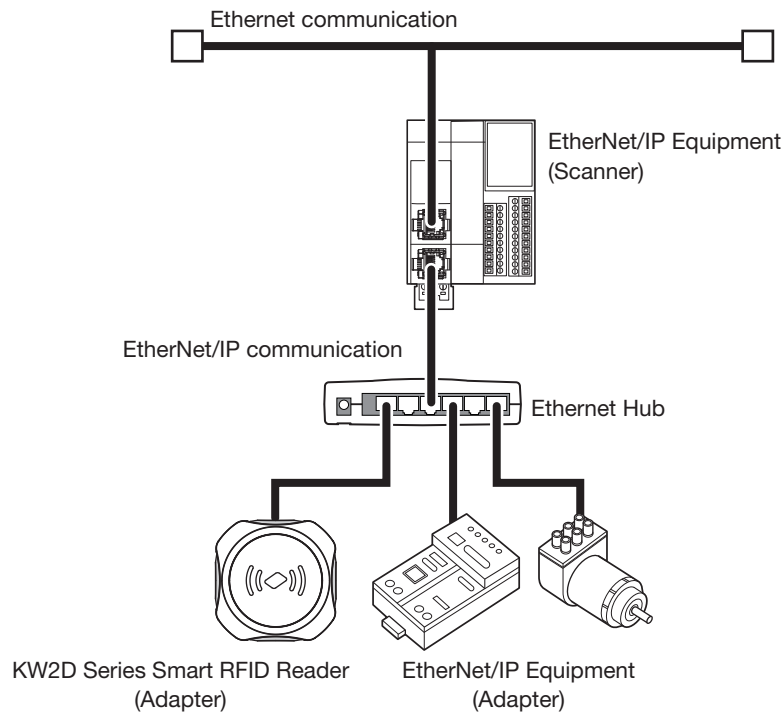 Ethernet communication
EtherNet/IP Equipment
(Scanner)
EtherNet/IP communication
Ethernet Hub
KW2D Series Smart RFID Reader
(Adapter)
EtherNet/IP Equipment
(Adapter)